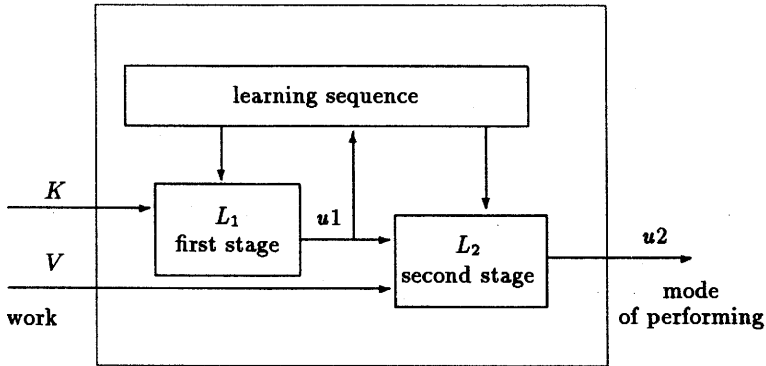 learning sequence
K
L1
first stage
u1
V
L2
second stage
u2
work
mode
of performing